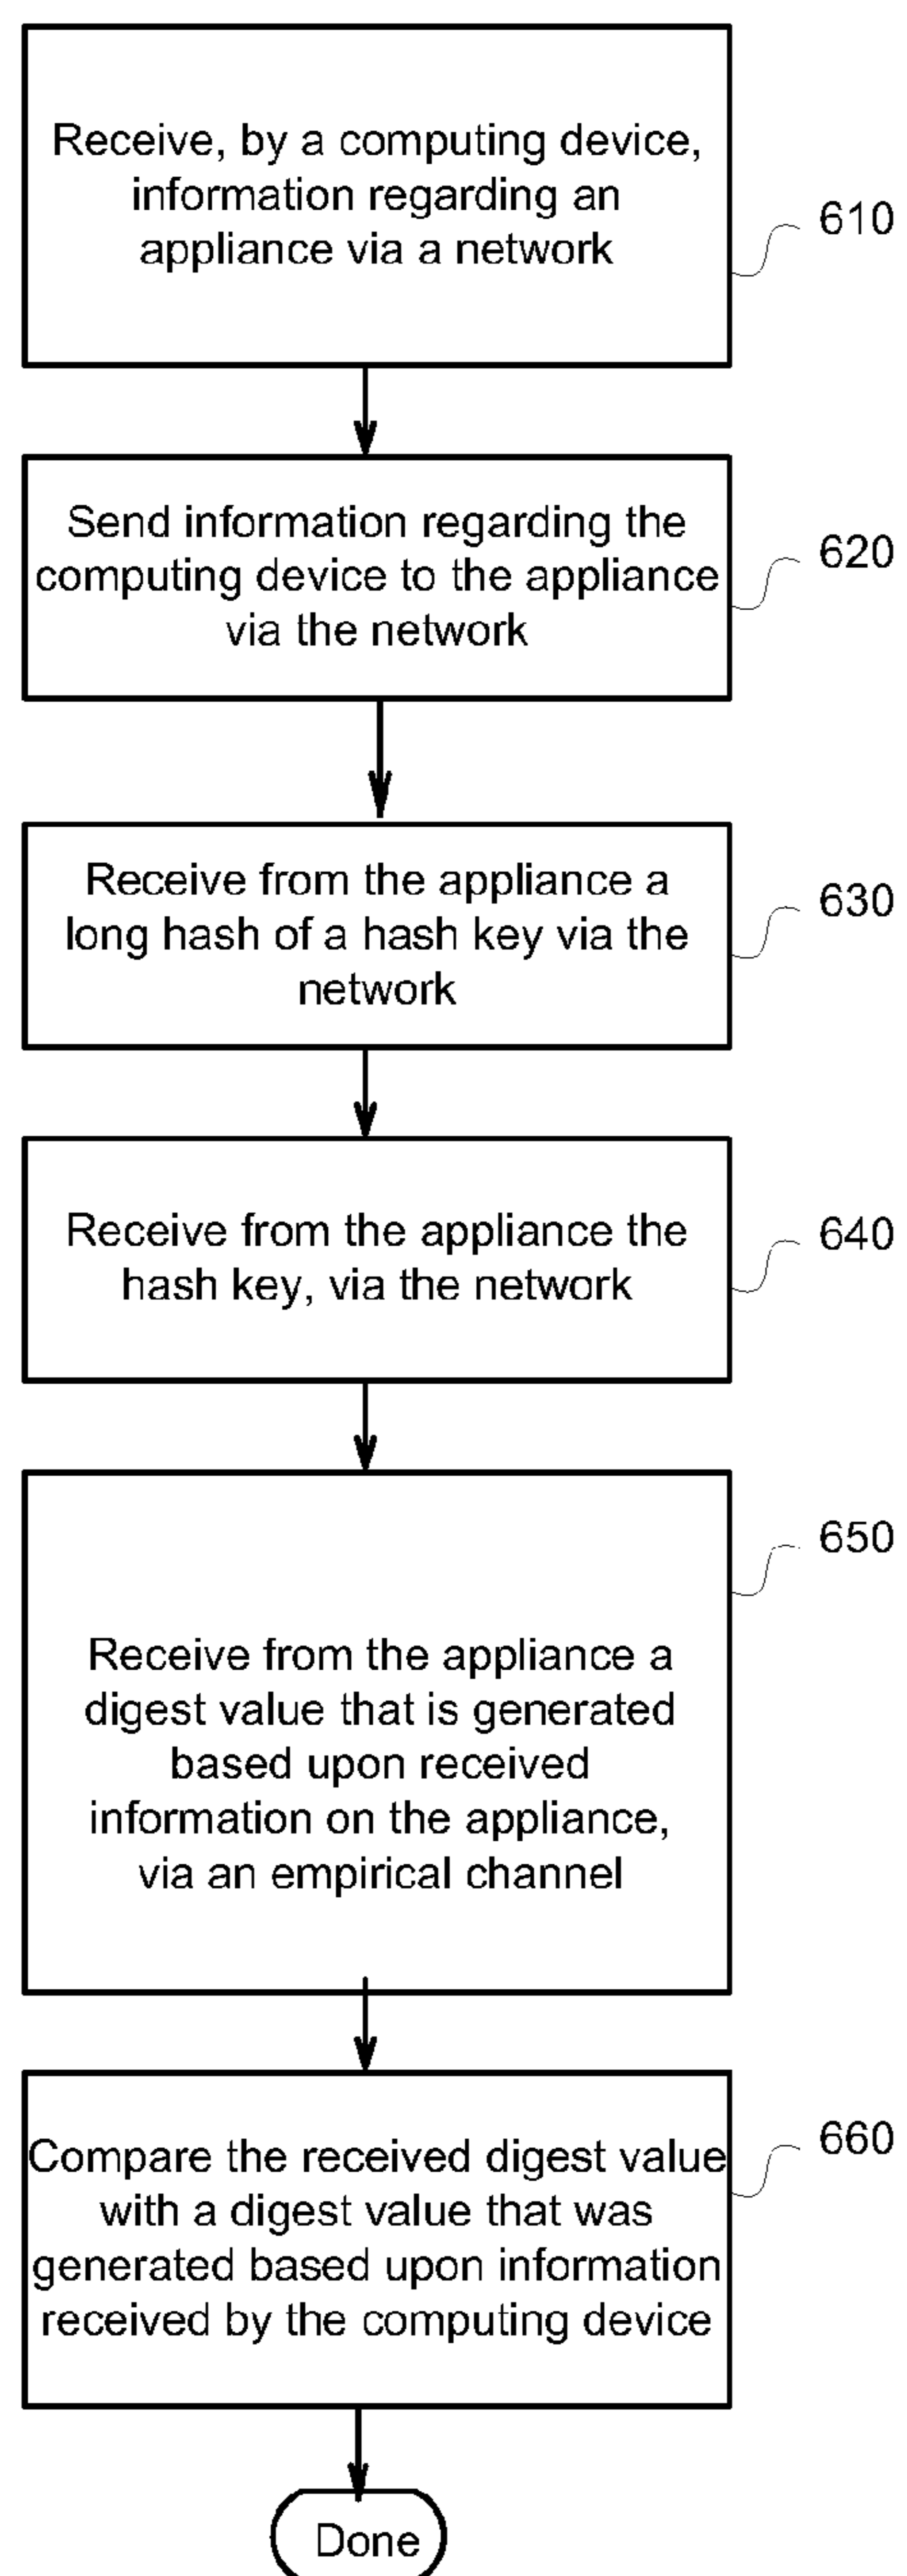 Receive, by a computing device,
information regarding an
appliance via a network
610
Send information regarding the
computing device to the appliance
via the network
620
Receive from the appliance a
long hash of a hash key via the
network
630
Receive from the appliance the
hash key, via the network
640
650
Receive from the appliance a
digest value that is generated
based upon received
information on the appliance,
via an empirical channel
Compare the received digest value
with a digest value that was
generated based upon information
received by the computing device
660
Done